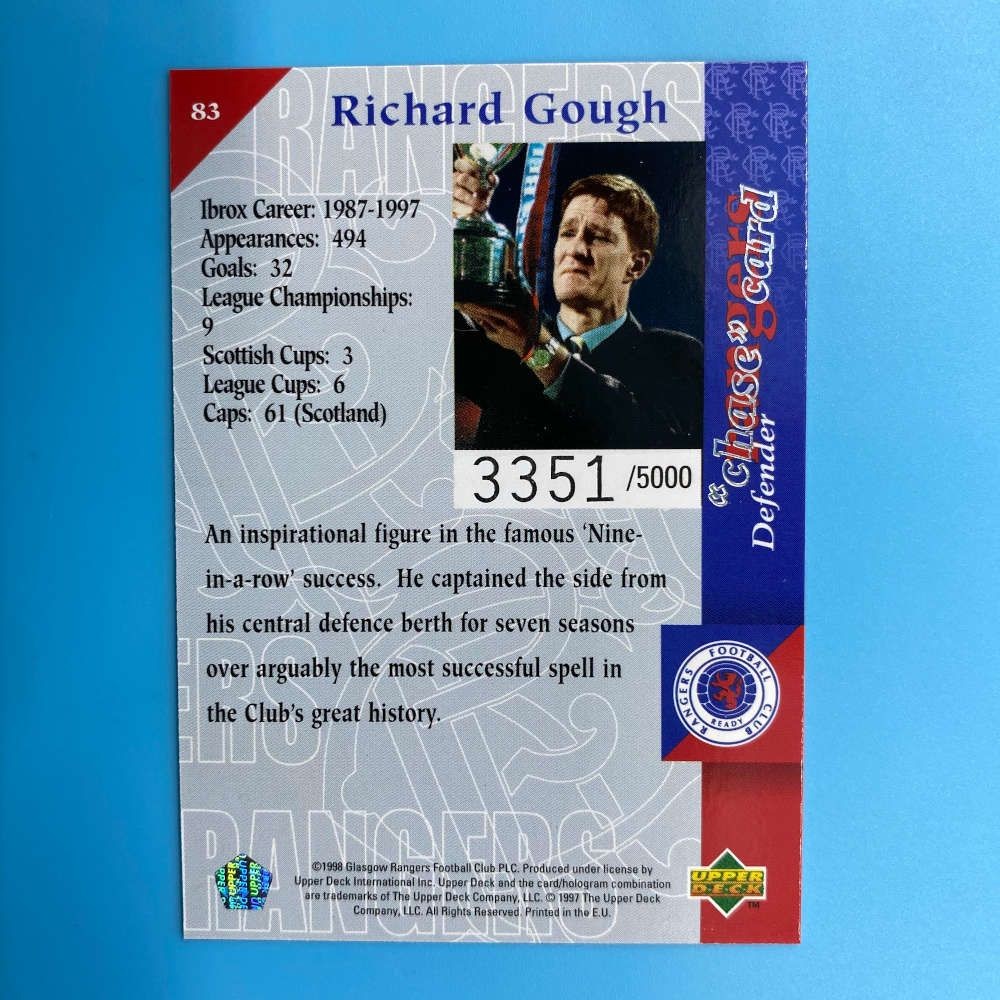 83
Richard Gough
Ibrox Career: 1987-1997
Appearances: 494
Goals: 32
League Championships:
9
Scottish Cups: 3
League Cups: 6
Caps: 61 (Scotland)
3351 /5000
An inspirational figure in the famous ‘Nine-
in-a-row’ success. He captained the side from
his central defence berth for seven seasons
over arguably the most successful spell in
the Club’s great history.
“chase” card
Defender
RANGERS
ERS
RANGERS
RANGERS FOOTBALL CLUB
READY
©1998 Glasgow Rangers Football Club PLC. Produced under license by
Upper Deck International Inc. Upper Deck and the card/hologram combination
are trademarks of The Upper Deck Company, LLC. © 1997 The Upper Deck
Company, LLC. All Rights Reserved. Printed in the E.U.
UPPER
DECK
TM